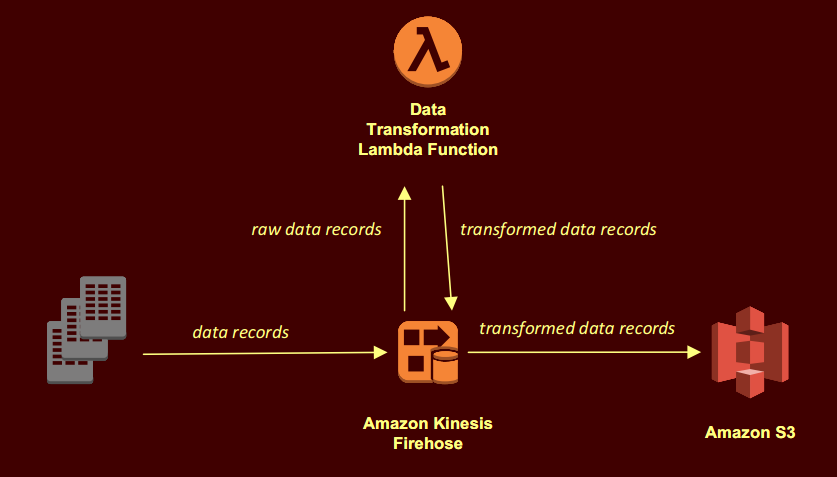 Data
Transformation
Lambda Function
raw data records
transformed data records
data records
transformed data records
Amazon Kinesis
Firehose
Amazon S3